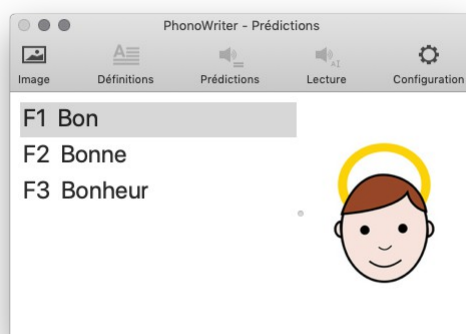 PhonoWriter - Prédictions
Image Définitions Prédictions Lecture Configuration
F1 Bon
F2 Bonne
F3 Bonheur